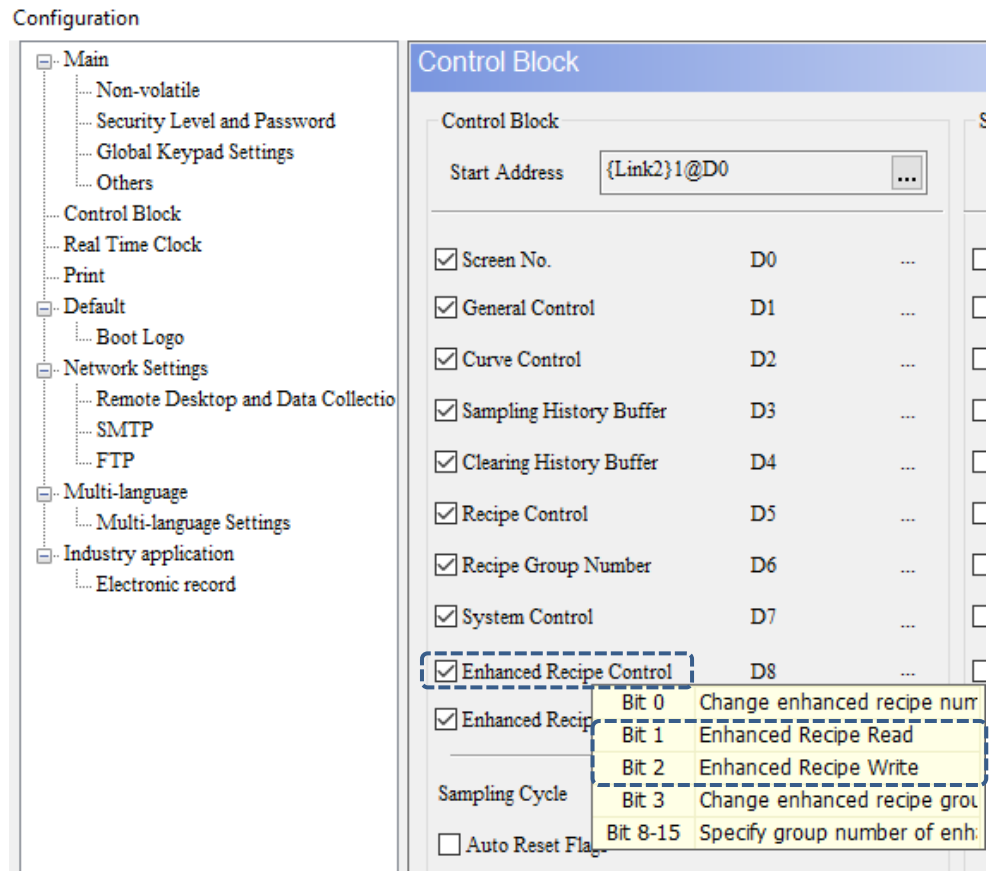 Configuration
Main
Non-volatile
Security Level and Password
Global Keypad Settings
Others
Control Block
Real Time Clock
Print
Default
Boot Logo
Network Settings
Remote Desktop and Data Collectio
SMTP
FTP
Multi-language
Multi-language Settings
Industry application
Electronic record
Control Block
Control Block
S
Start Address {Link2}1@D0 ...
Screen No. D0 ...
General Control D1 ...
Curve Control D2 ...
Sampling History Buffer D3 ...
Clearing History Buffer D4 ...
Recipe Control D5 ...
Recipe Group Number D6 ...
System Control D7 ...
Enhanced Recipe Control D8 ...
Enhanced Recip
Bit 0 Change enhanced recipe num
Bit 1 Enhanced Recipe Read
Bit 2 Enhanced Recipe Write
Bit 3 Change enhanced recipe grou
Bit 8-15 Specify group number of enh
Sampling Cycle
Auto Reset Flags